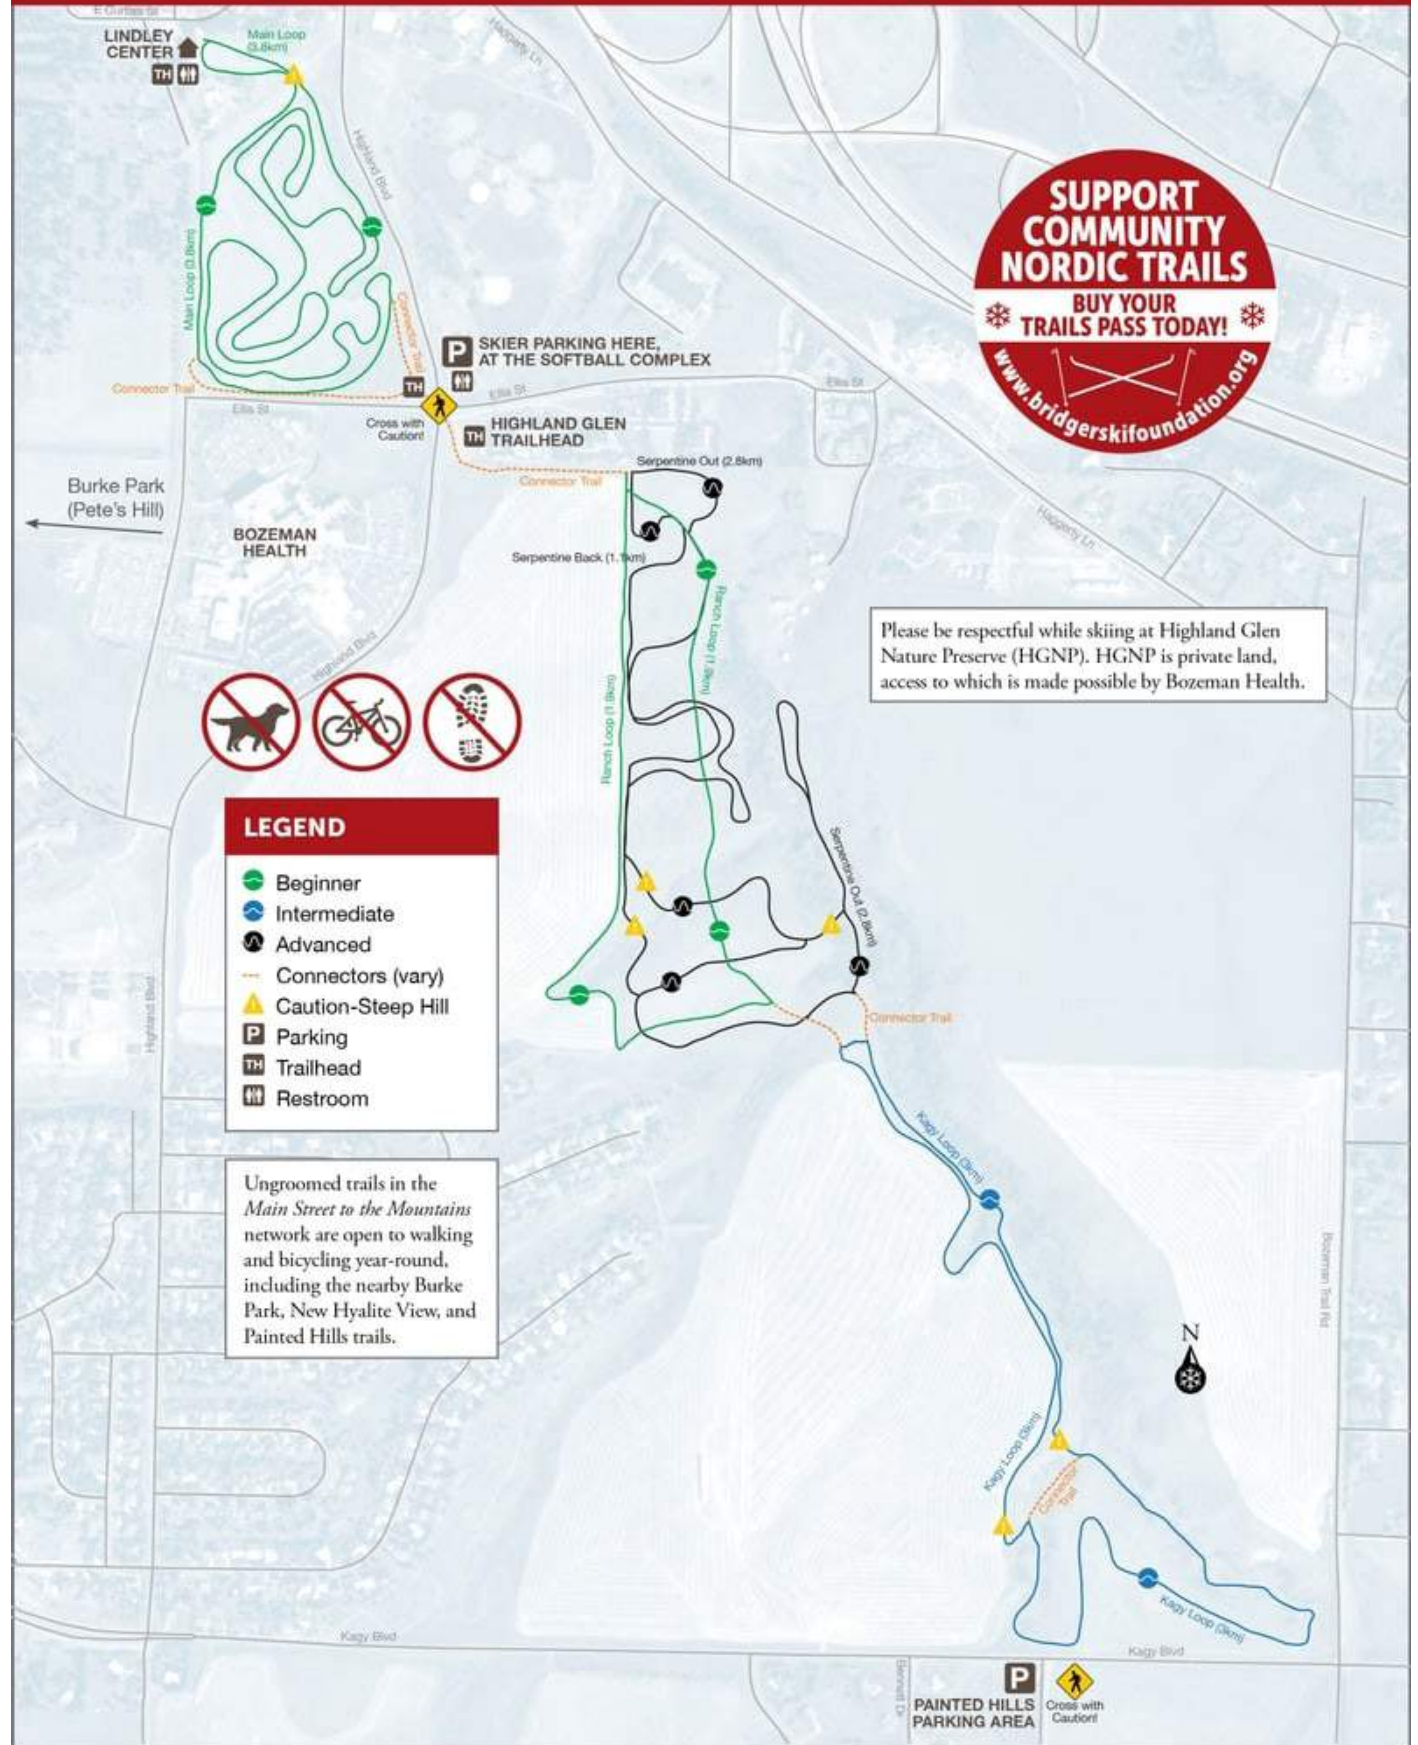 E Curtiss St
LINDLEY
CENTER
TH
Main Loop
(3.8km)
Haggerty Ln
Highland Blvd
Main Loop (3.8km)
Connector Trail
Connector Trail
P
SKIER PARKING HERE,
AT THE SOFTBALL COMPLEX
TH
Ellis St
Ellis St
Ellis St
Cross with
Caution!
TH
HIGHLAND GLEN
TRAILHEAD
Connector Trail
SUPPORT
COMMUNITY
NORDIC TRAILS
BUY YOUR
TRAILS PASS TODAY!
www.bridgerskifoundation.org
Burke Park
(Pete's Hill)
BOZEMAN
HEALTH
Highland Blvd
Serpentine Out (2.8km)
Serpentine Back (1.1km)
Ranch Loop (1.9km)
Ranch Loop (1.9km)
Haggerty Ln
Please be respectful while skiing at Highland Glen
Nature Preserve (HGNP). HGNP is private land,
access to which is made possible by Bozeman Health.
Serpentine Out (2.8km)
LEGEND
Beginner
Intermediate
Advanced
Connectors (vary)
Caution-Steep Hill
P Parking
TH Trailhead
Restroom
Highland Blvd
Connector Trail
Ungroomed trails in the
Main Street to the Mountains
network are open to walking
and bicycling year-round,
including the nearby Burke
Park, New Hyalite View, and
Painted Hills trails.
Kagy Loop (3km)
Bozeman Trail Rd
N
Kagy Loop (3km)
Connector
Trail
Kagy Loop (3km)
Kagy Blvd
Kagy Blvd
Bennett Dr
P
PAINTED HILLS
PARKING AREA
Cross with
Caution!